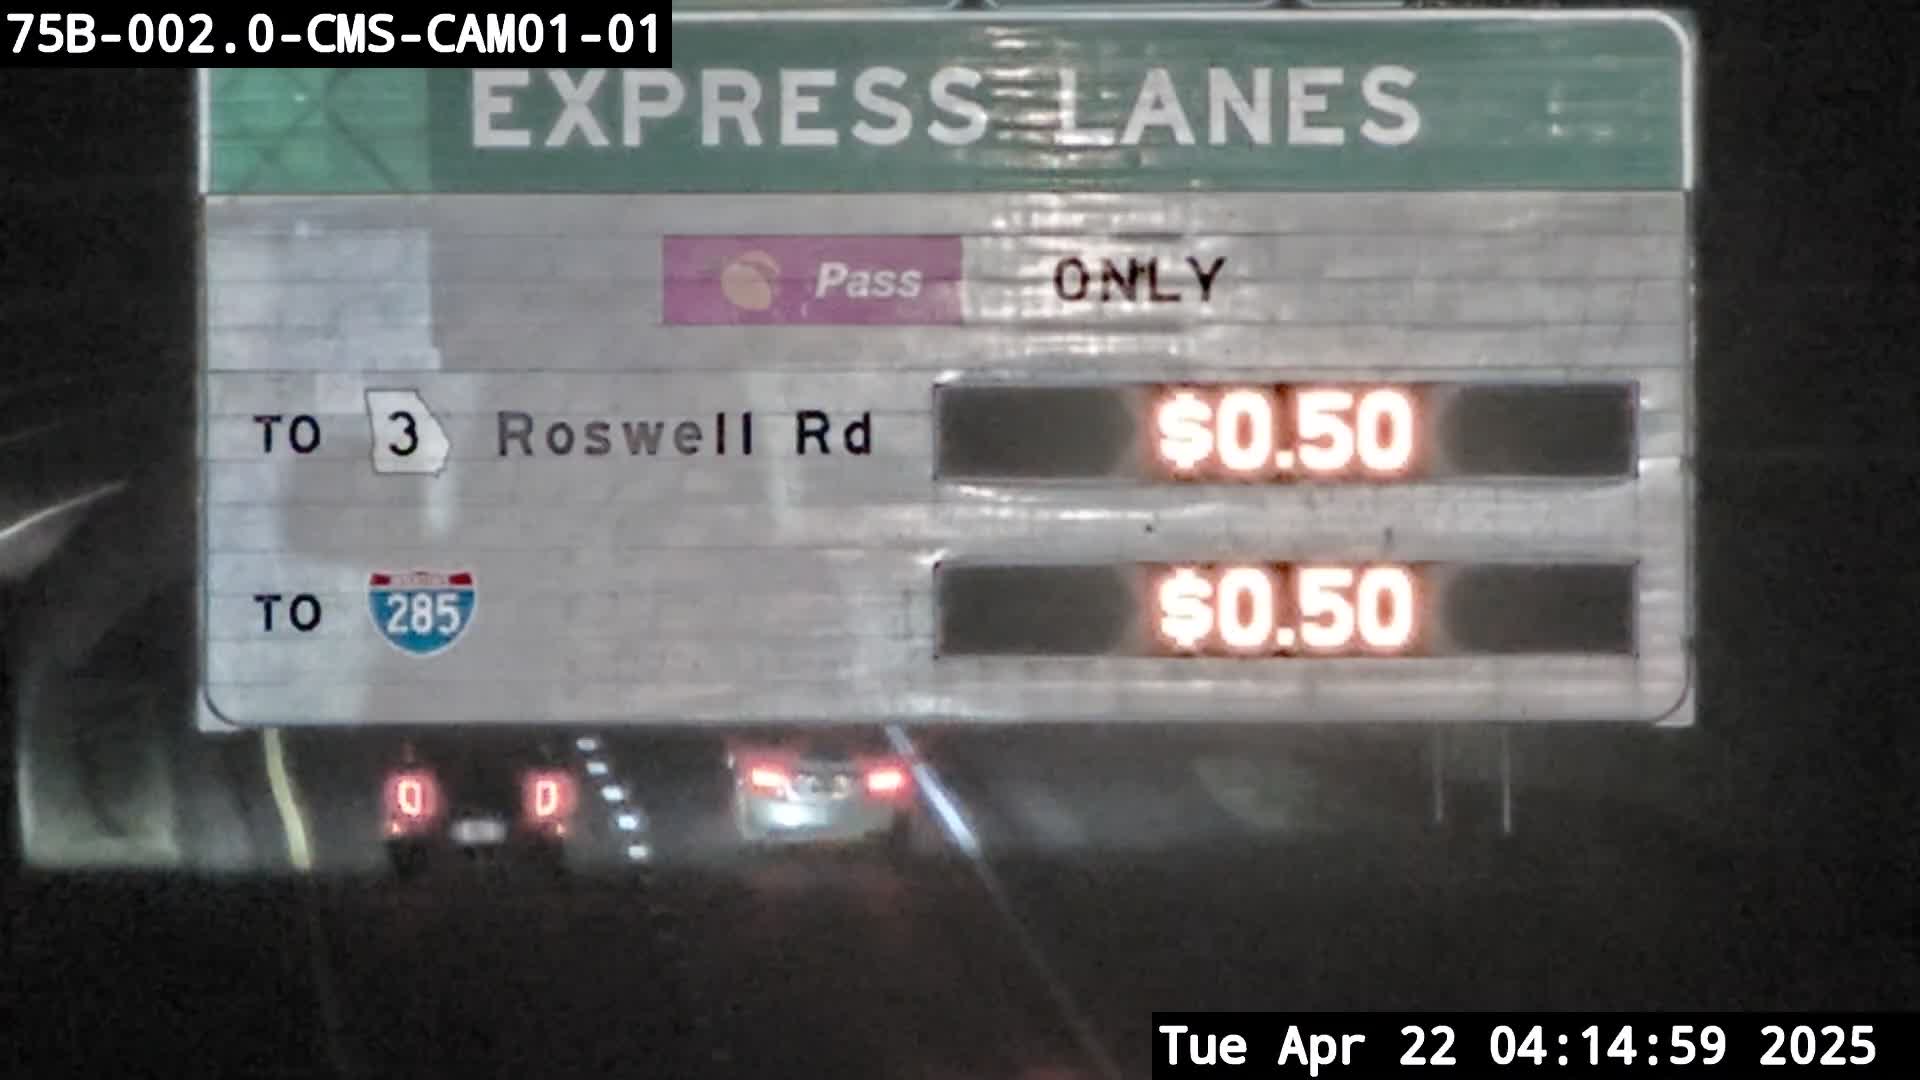 75B-002.0-CMS-CAM01-01
EXPRESS LANES
Pass ONLY
TO 3 Roswell Rd $0.50
TO 285 $0.50
Tue Apr 22 04:14:59 2025